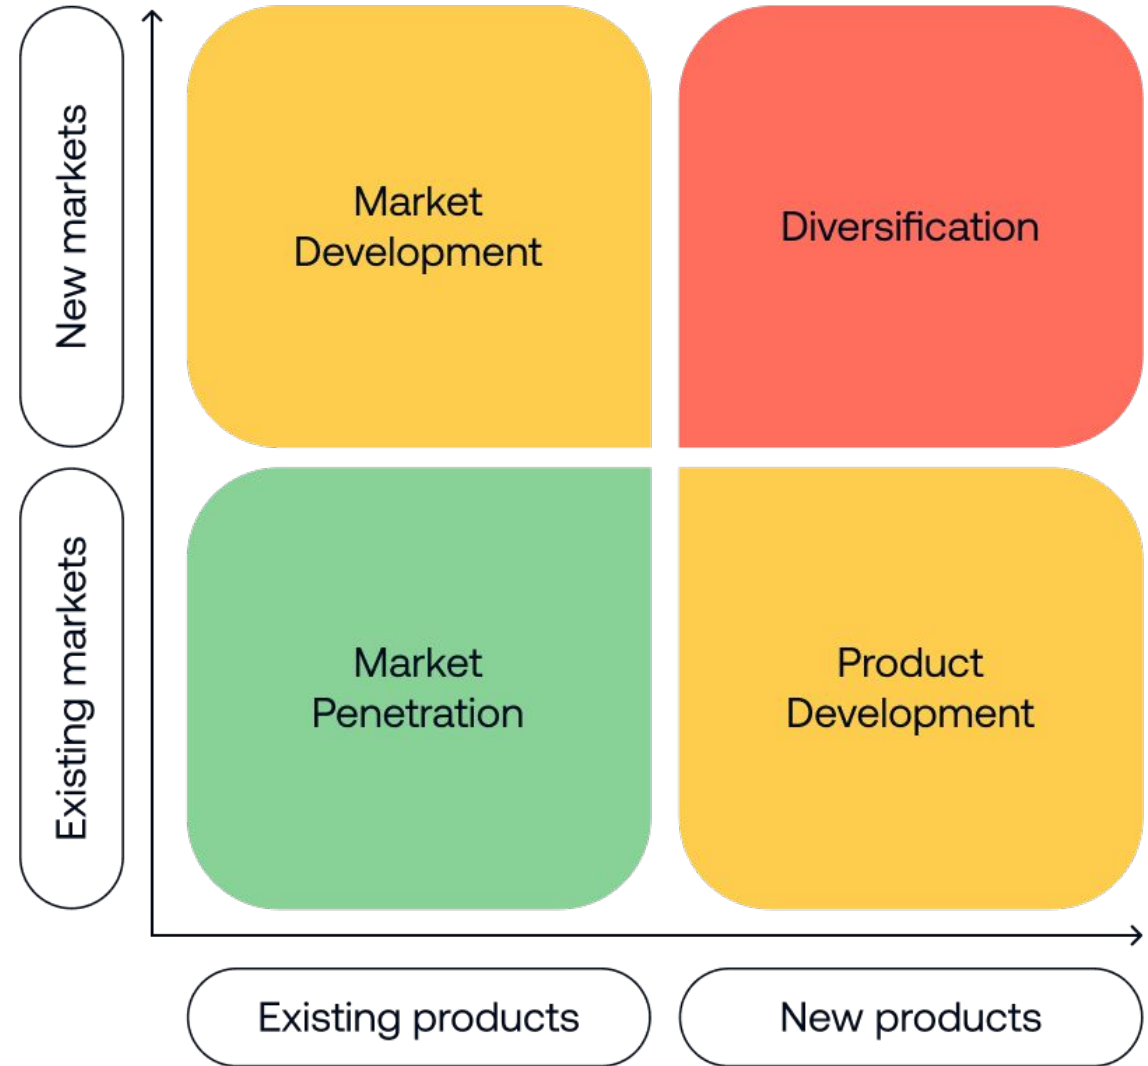 New markets
Market
Development
Diversification
Existing markets
Market
Penetration
Product
Development
Existing products
New products